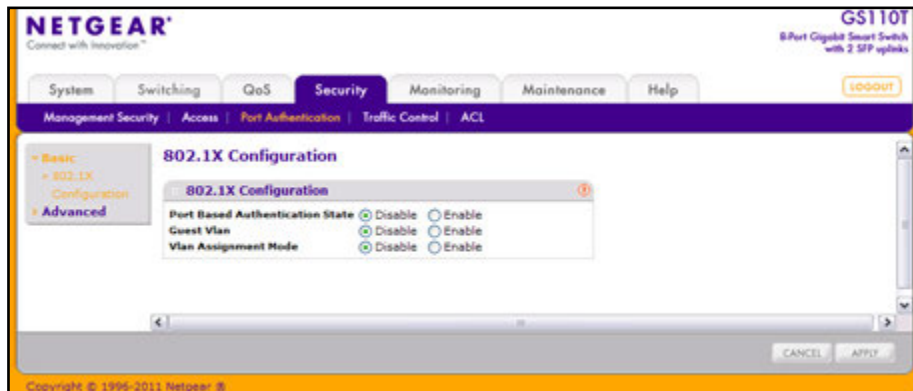 NETGEAR®
Connect with Innovation™
GS110T
8-Port Gigabit Smart Switch
with 2 SFP uplinks
System Switching QoS Security Monitoring Maintenance Help LOGOUT
Management Security | Access | Port Authentication | Traffic Control | ACL
Basic
802.1X
Configuration
Advanced
802.1X Configuration
802.1X Configuration
Port Based Authentication State Disable Enable
Guest Vlan Disable Enable
Vlan Assignment Mode Disable Enable
CANCEL APPLY
Copyright © 1996-2011 Netgear ®